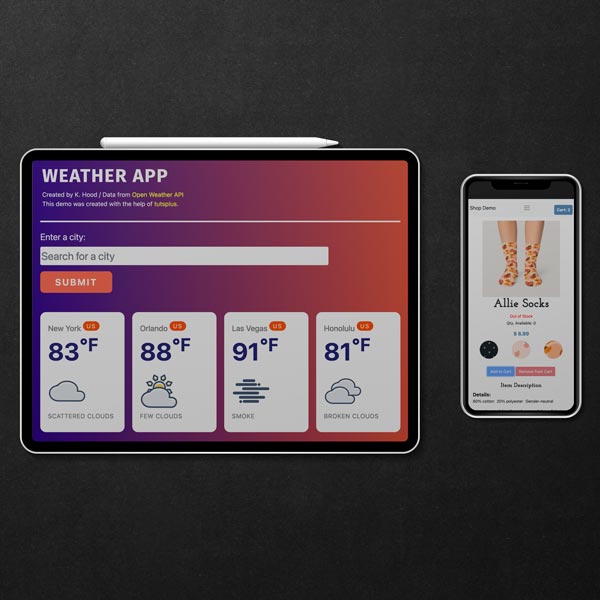 WEATHER APP
Created by K. Hood / Data from Open Weather API
This demo was created with the help of tutsplus.
Enter a city:
Search for a city
SUBMIT
New York US
83°F
SCATTERED CLOUDS
Orlando US
88°F
FEW CLOUDS
Las Vegas US
91°F
SMOKE
Honolulu US
81°F
BROKEN CLOUDS
Shop Demo
Cart: 2
Allie Socks
Out of Stock
Qty. Available: 0
$ 8.99
Add to Cart
Remove from Cart
Item Description
Details:
80% cotton 20% polyester Gender-neutral